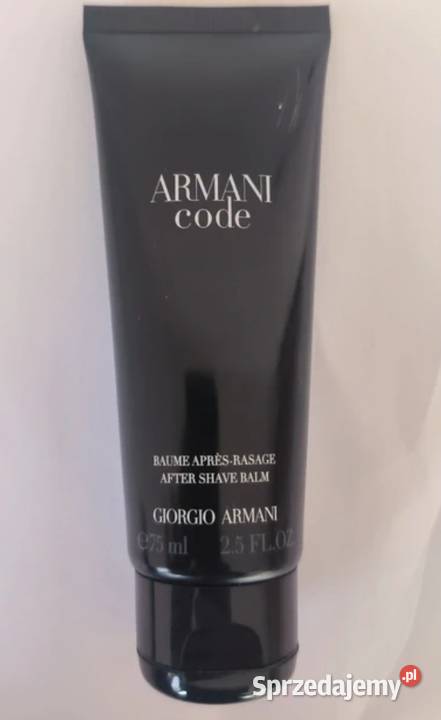 ARMANI
code
BAUME APRÈS-RASAGE
AFTER SHAVE BALM
GIORGIO ARMANI
℮75 ml 2.5 FL.OZ
Sprzedajemy.pl